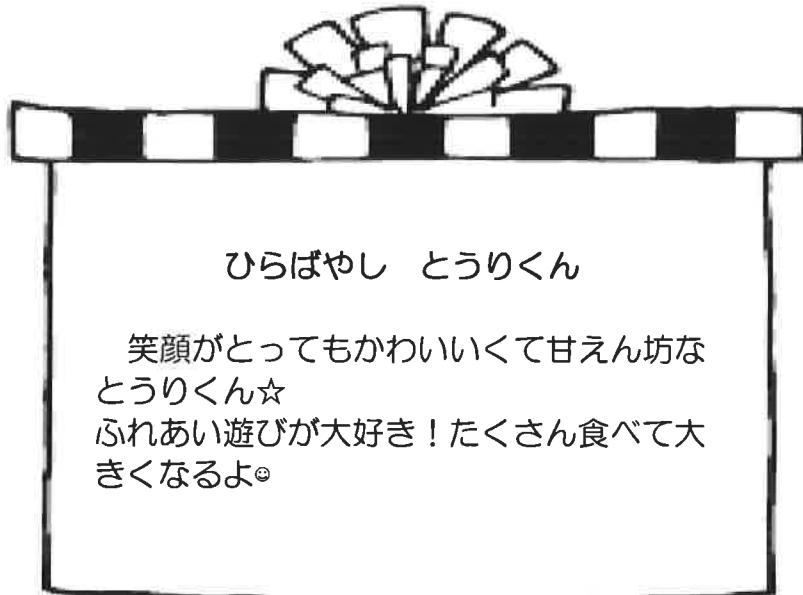 ひらばやし　とうりくん
　笑顔がとってもかわいいくて甘えん坊な
とうりくん☆
ふれあい遊びが大好き！たくさん食べて大
きくなるよ☺